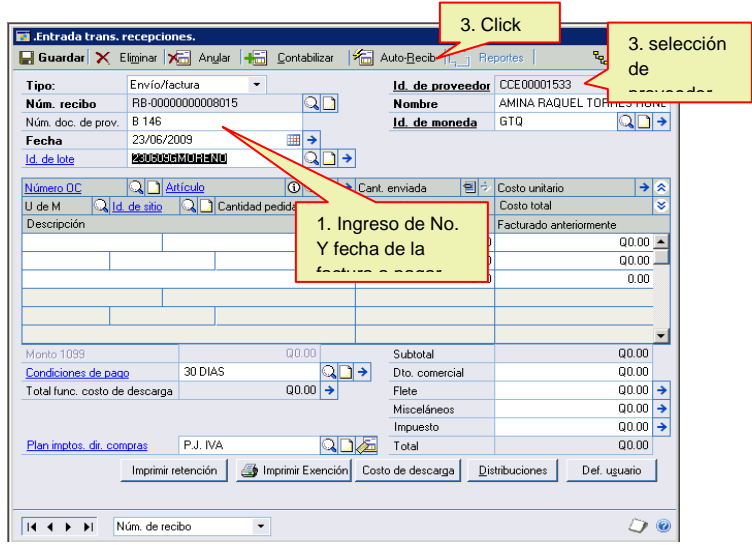 3. Click
.Entrada trans. recepciones.
Guardar Eliminar Anular Contabilizar Auto-Recib Reportes
3. selección
de
proveedor
Tipo: Envío/factura
Id. de proveedor CCE00001533
Núm. recibo RB-00000000008015
Nombre AMINA RAQUEL
Núm. doc. de prov. B 146
Id. de moneda GTQ
Fecha 23/06/2009
Id. de lote 230609GMORENO
Número OC Artículo Cant. enviada Costo unitario
U de M Id. de sitio Cantidad pedida Costo total
Descripción Facturado anteriormente
1. Ingreso de No.
Y fecha de la
factura a pagar
Q0.00
Q0.00
0.00
Monto 1099 Q0.00 Subtotal Q0.00
Condiciones de pago 30 DIAS Dto. comercial Q0.00
Total func. costo de descarga Q0.00 Flete Q0.00
Misceláneos Q0.00
Impuesto Q0.00
Plan imptos. dir. compras P.J. IVA Total Q0.00
Imprimir retención Imprimir Exención Costo de descarga Distribuciones Def. usuario
Núm. de recibo